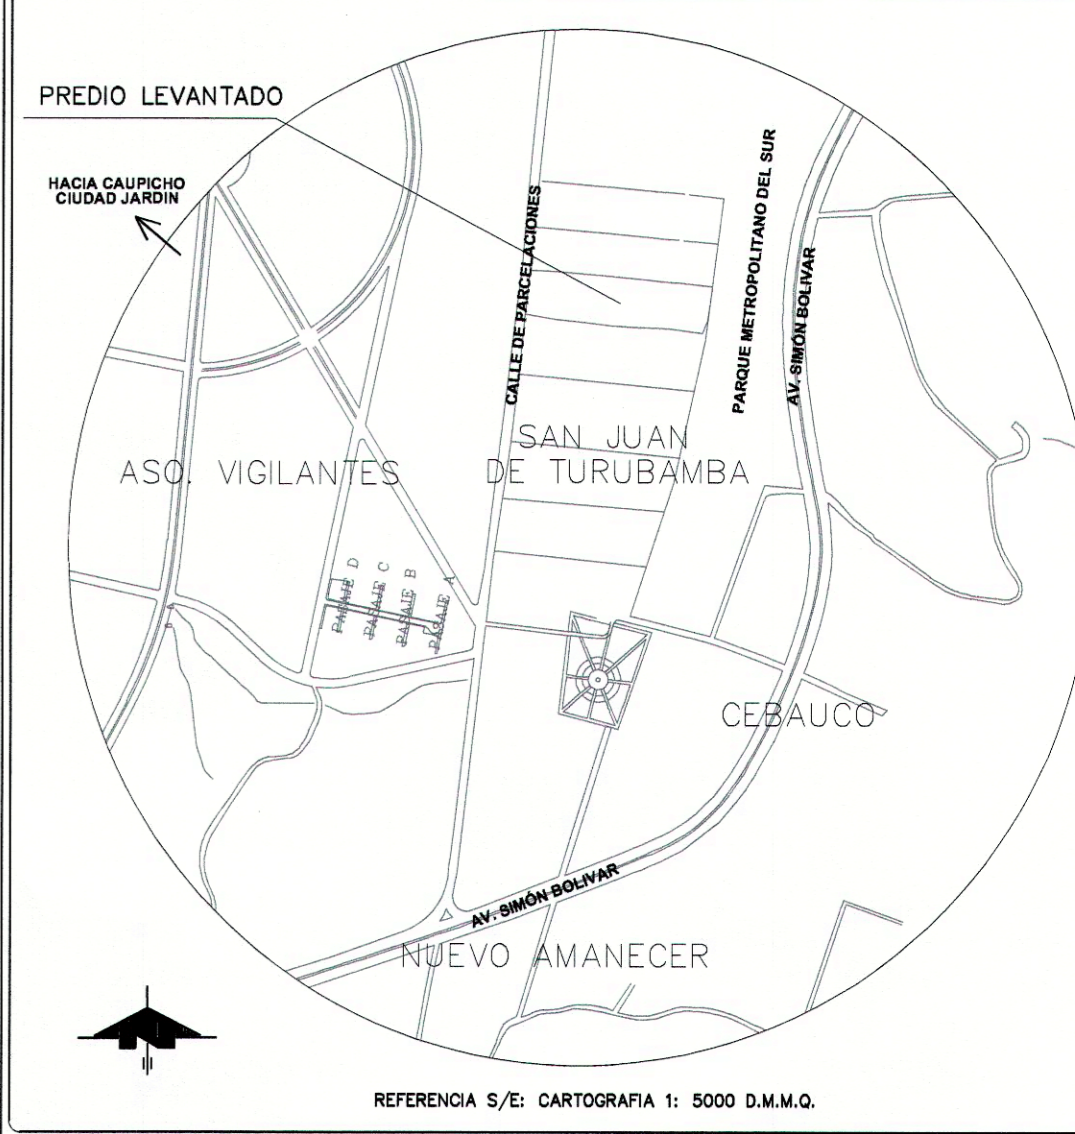 PREDIO LEVANTADO
HACIA CAUPICHO
CIUDAD JARDIN
CALLE DE PARCELACIONES
PARQUE METROPOLITANO DEL SUR
AV. SIMÓN BOLIVAR
SAN JUAN
DE TURUBAMBA
ASO. VIGILANTES
PASAJE D
PASAJE C
PASAJE B
PASAJE A
CEBAUCO
AV. SIMÓN BOLIVAR
NUEVO AMANECER
N
REFERENCIA S/E: CARTOGRAFIA 1: 5000 D.M.M.Q.